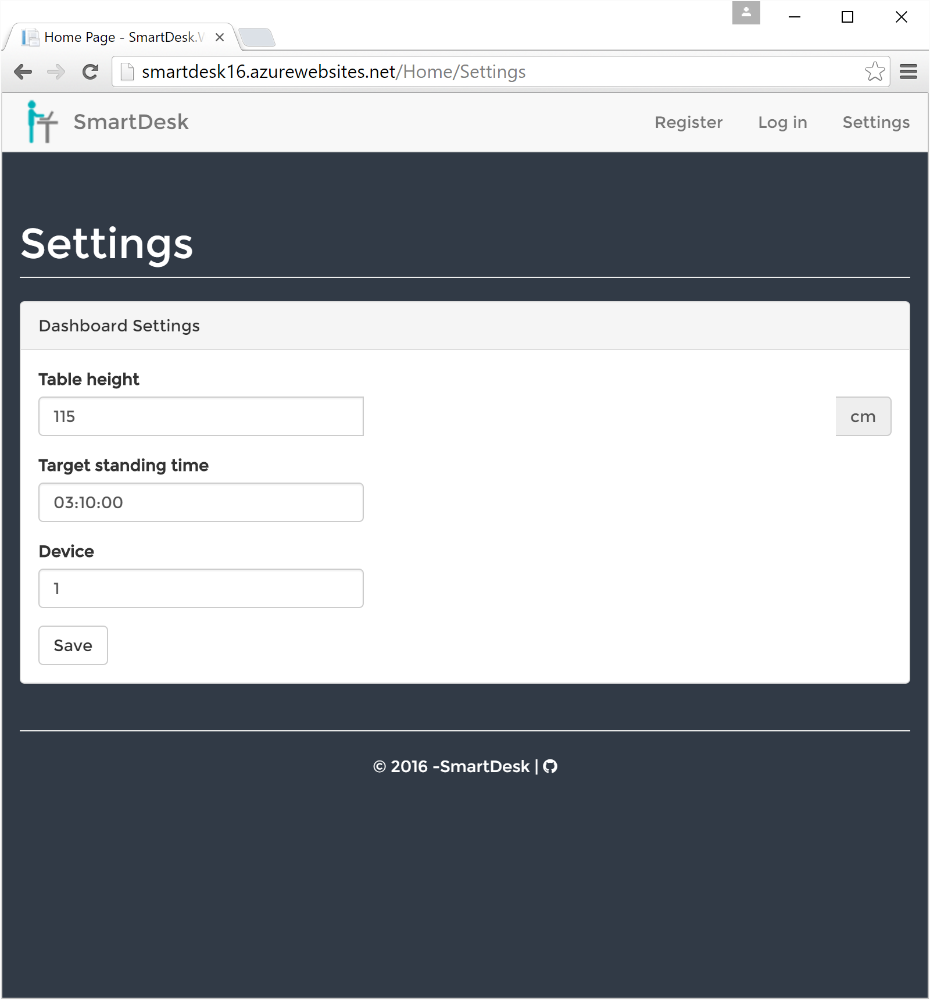 Home Page - SmartDesk.
smartdesk16.azurewebsites.net/Home/Settings
SmartDesk
Register
Log in
Settings
Settings
Dashboard Settings
Table height
115
cm
Target standing time
03:10:00
Device
1
Save
© 2016 -SmartDesk |